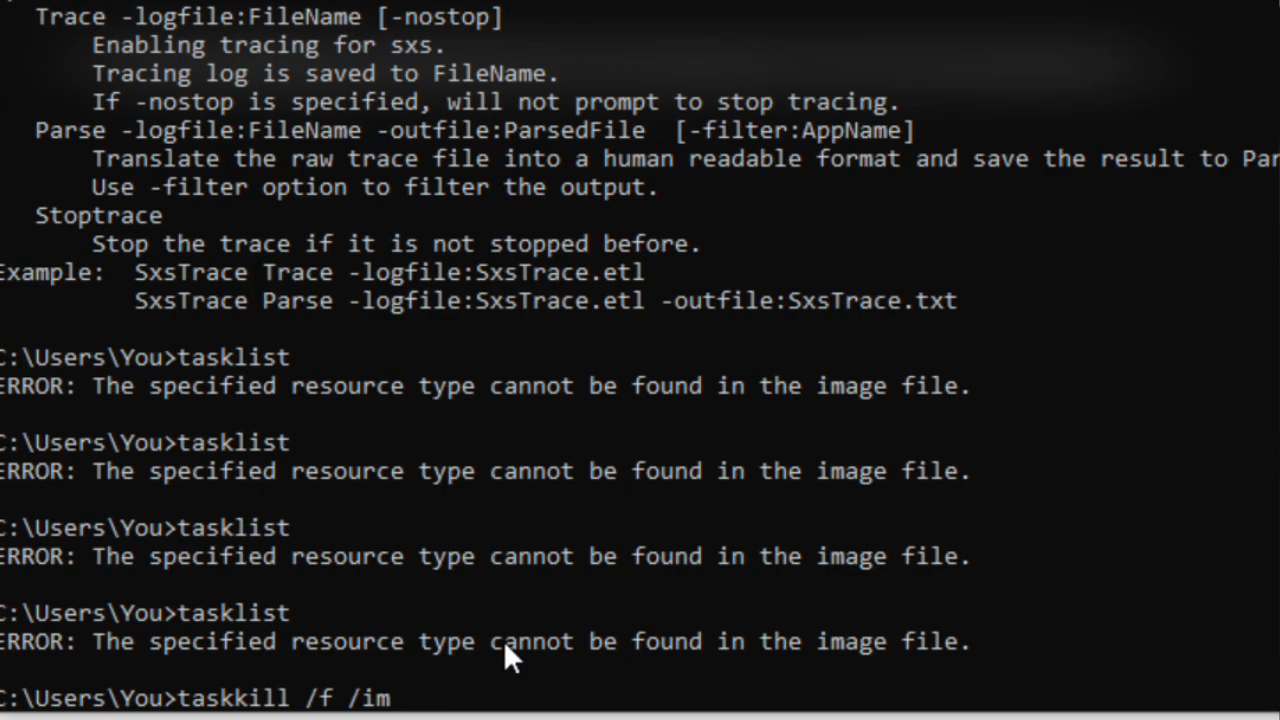 Trace -logfile:FileName [-nostop]
Enabling tracing for sxs.
Tracing log is saved to FileName.
If -nostop is specified, will not prompt to stop tracing.
Parse -logfile:FileName -outfile:ParsedFile  [-filter:AppName]
Translate the raw trace file into a human readable format and save the result to Par
Use -filter option to filter the output.
Stoptrace
Stop the trace if it is not stopped before.
Example:  SxsTrace Trace -logfile:SxsTrace.etl
SxsTrace Parse -logfile:SxsTrace.etl -outfile:SxsTrace.txt
C:\Users\You>tasklist
ERROR: The specified resource type cannot be found in the image file.
C:\Users\You>tasklist
ERROR: The specified resource type cannot be found in the image file.
C:\Users\You>tasklist
ERROR: The specified resource type cannot be found in the image file.
C:\Users\You>tasklist
ERROR: The specified resource type cannot be found in the image file.
C:\Users\You>taskkill /f /im